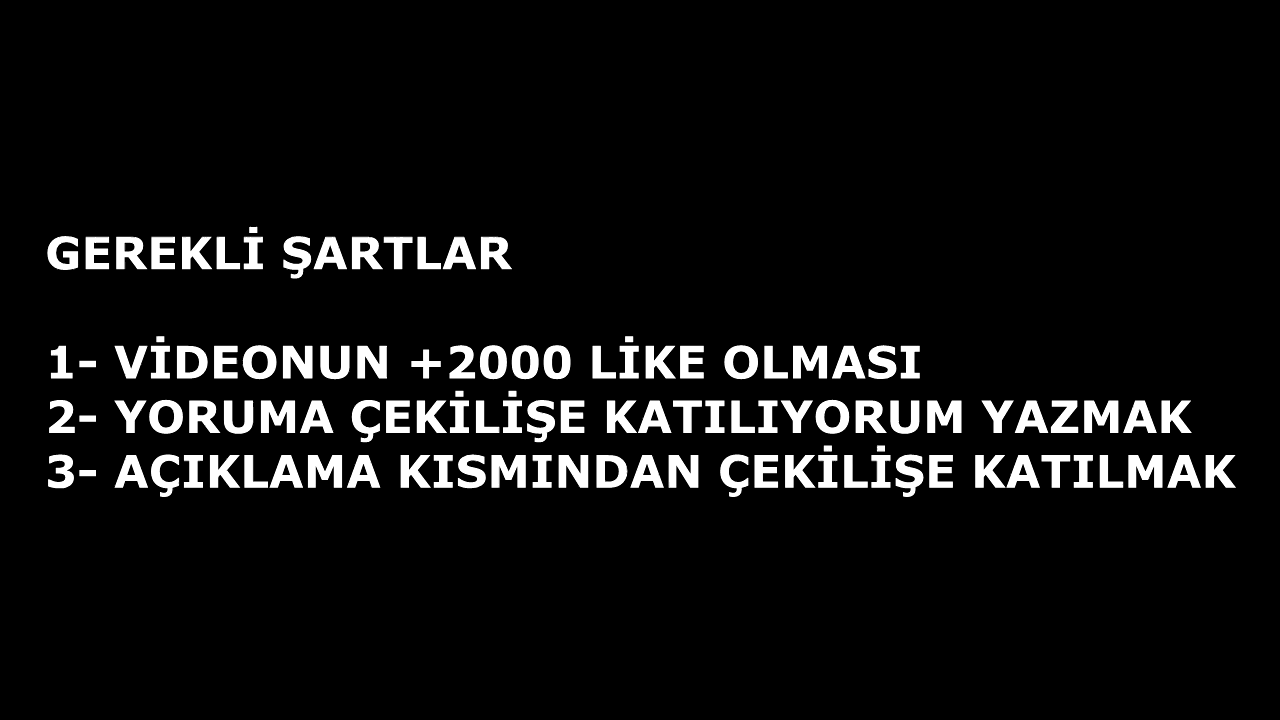 GEREKLİ ŞARTLAR
1- VİDEONUN +2000 LİKE OLMASI
2- YORUMA ÇEKİLİŞE KATILIYORUM YAZMAK
3- AÇIKLAMA KISMINDAN ÇEKİLİŞE KATILMAK